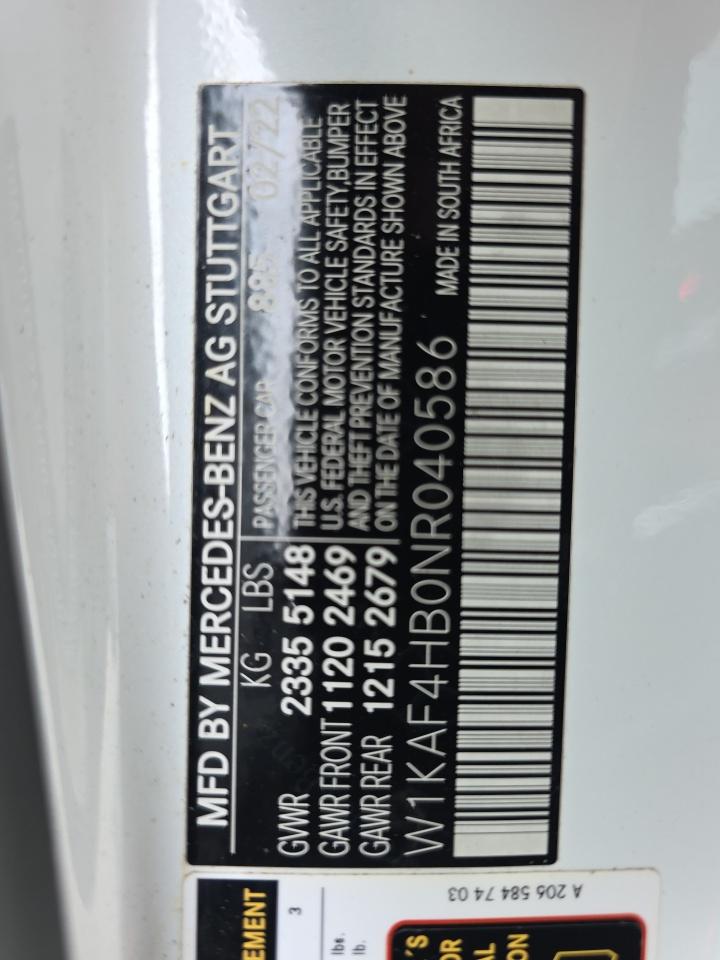 MFD BY MERCEDES-BENZ AG STUTTGART
KG LBS PASSENGER CAR 885 02/22
GVWR 2335 5148 THIS VEHICLE CONFORMS TO ALL APPLICABLE
GAWR FRONT 1120 2469 U.S. FEDERAL MOTOR VEHICLE SAFETY,BUMPER
GAWR REAR 1215 2679 AND THEFT PREVENTION STANDARDS IN EFFECT
ON THE DATE OF MANUFACTURE SHOWN ABOVE
W1KAF4HB0NR040586 MADE IN SOUTH AFRICA
A 206 584 74 03
3
lbs.
lb.